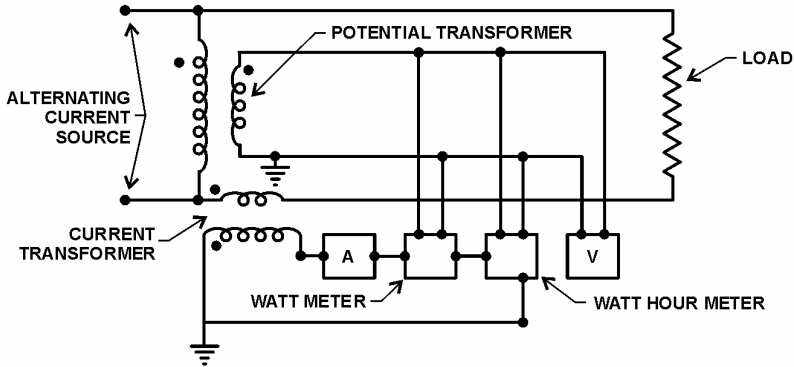 POTENTIAL TRANSFORMER
LOAD
ALTERNATING
CURRENT
SOURCE
CURRENT
TRANSFORMER
A
V
WATT METER
WATT HOUR METER